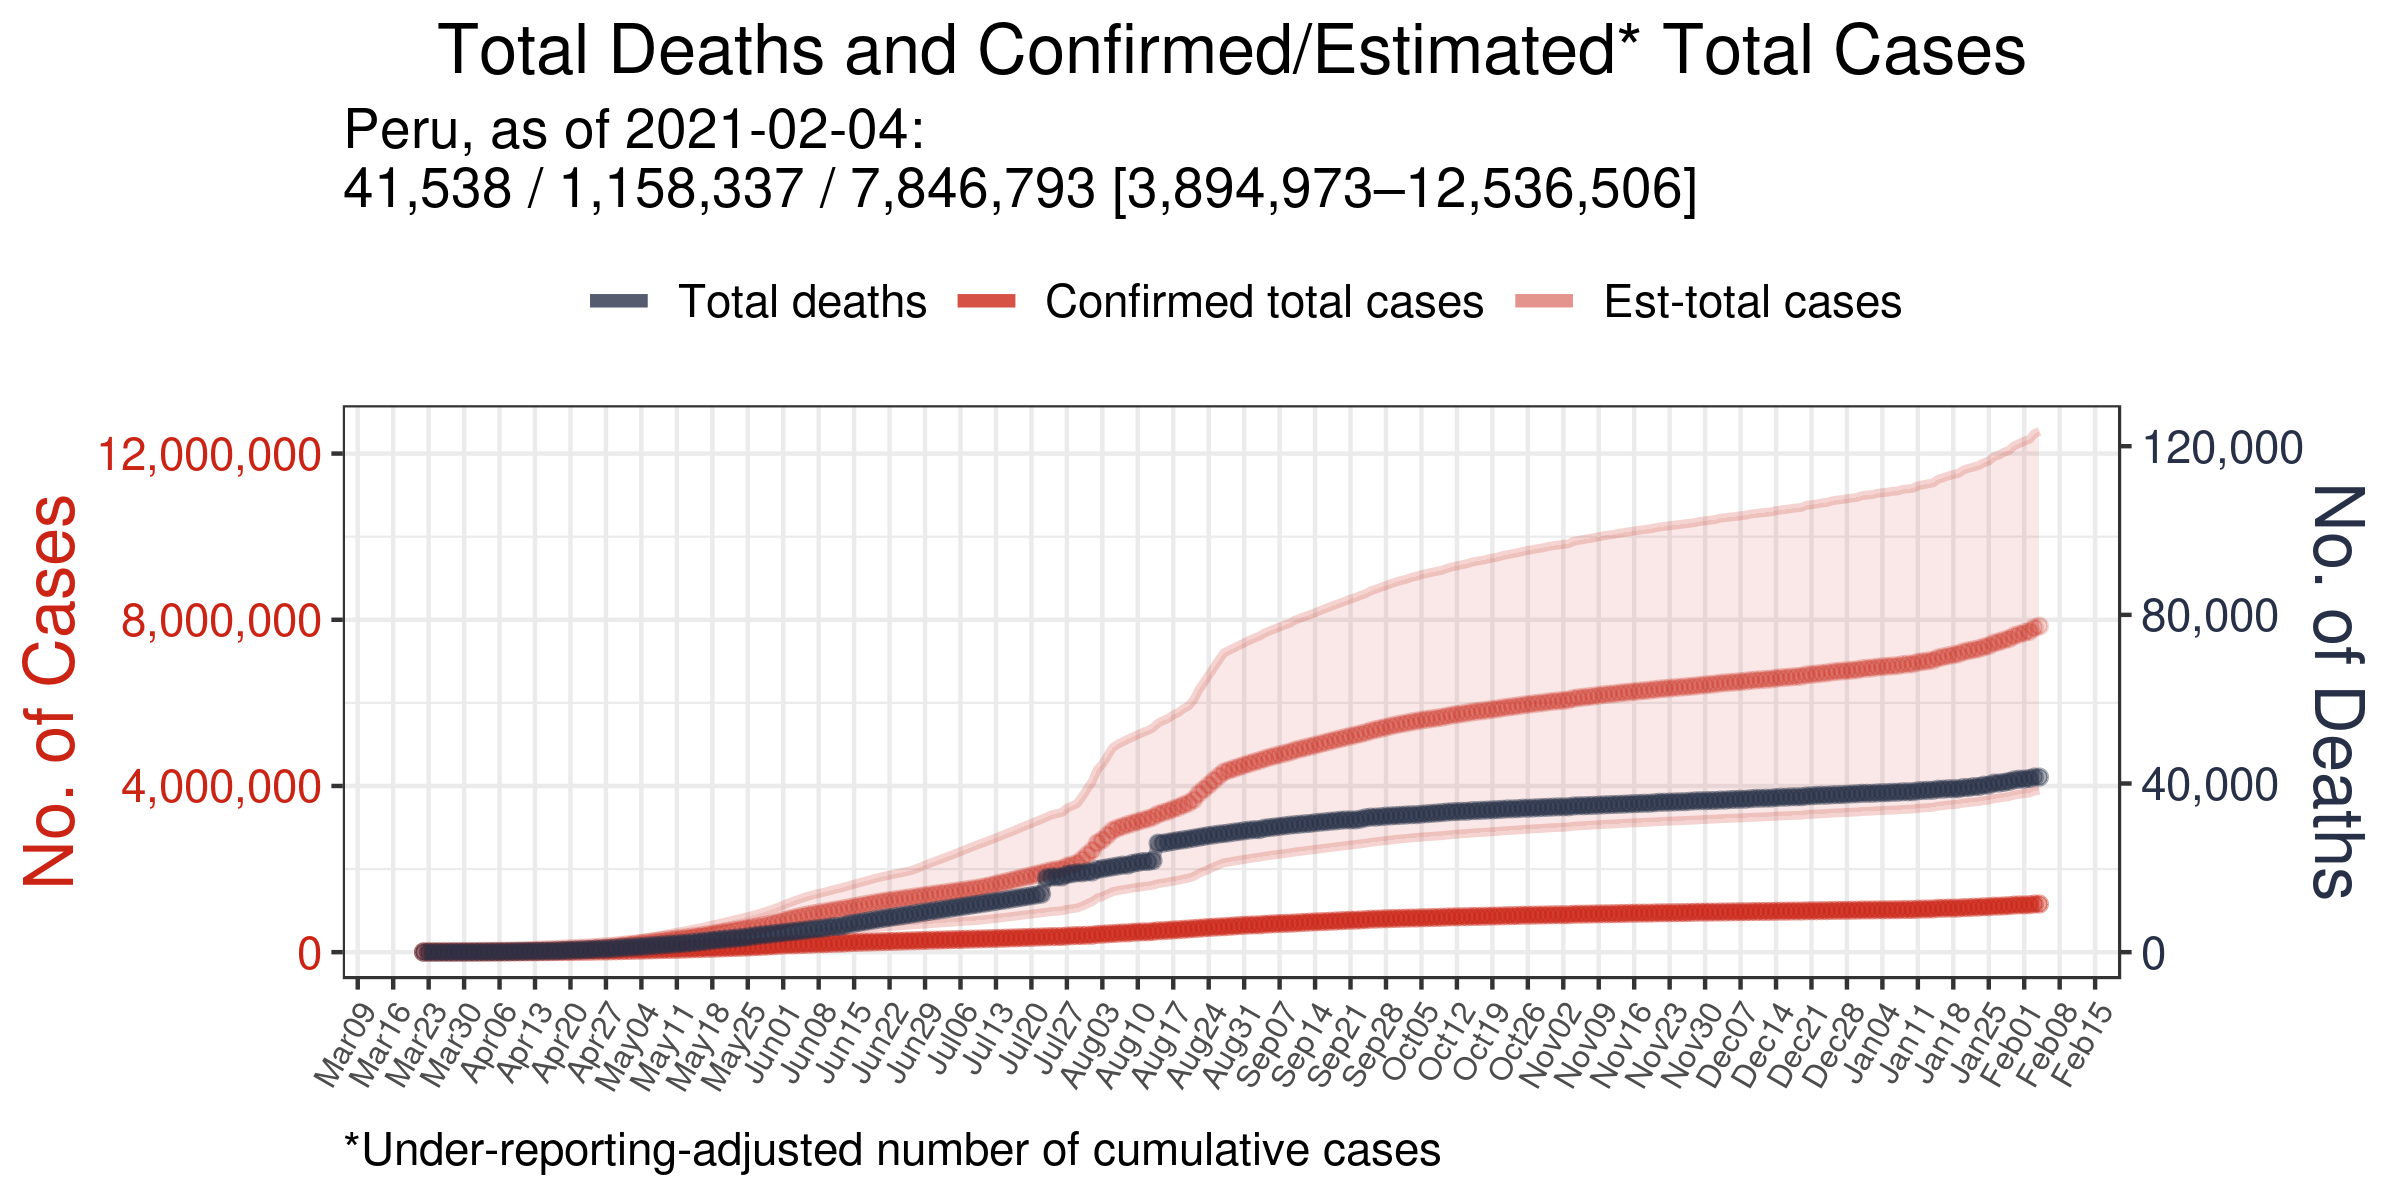 Total Deaths and Confirmed/Estimated* Total Cases
Peru, as of 2021-02-04:
41,538 / 1,158,337 / 7,846,793 [3,894,973–12,536,506]
Total deaths
Confirmed total cases
Est-total cases
No. of Cases
12,000,000
8,000,000
4,000,000
0
120,000
80,000
40,000
0
No. of Deaths
Mar09
Mar16
Mar23
Mar30
Apr06
Apr13
Apr20
Apr27
May04
May11
May18
May25
Jun01
Jun08
Jun15
Jun22
Jun29
Jul06
Jul13
Jul20
Jul27
Aug03
Aug10
Aug17
Aug24
Aug31
Sep07
Sep14
Sep21
Sep28
Oct05
Oct12
Oct19
Oct26
Nov02
Nov09
Nov16
Nov23
Nov30
Dec07
Dec14
Dec21
Dec28
Jan04
Jan11
Jan18
Jan25
Feb01
Feb08
Feb15
*Under-reporting-adjusted number of cumulative cases